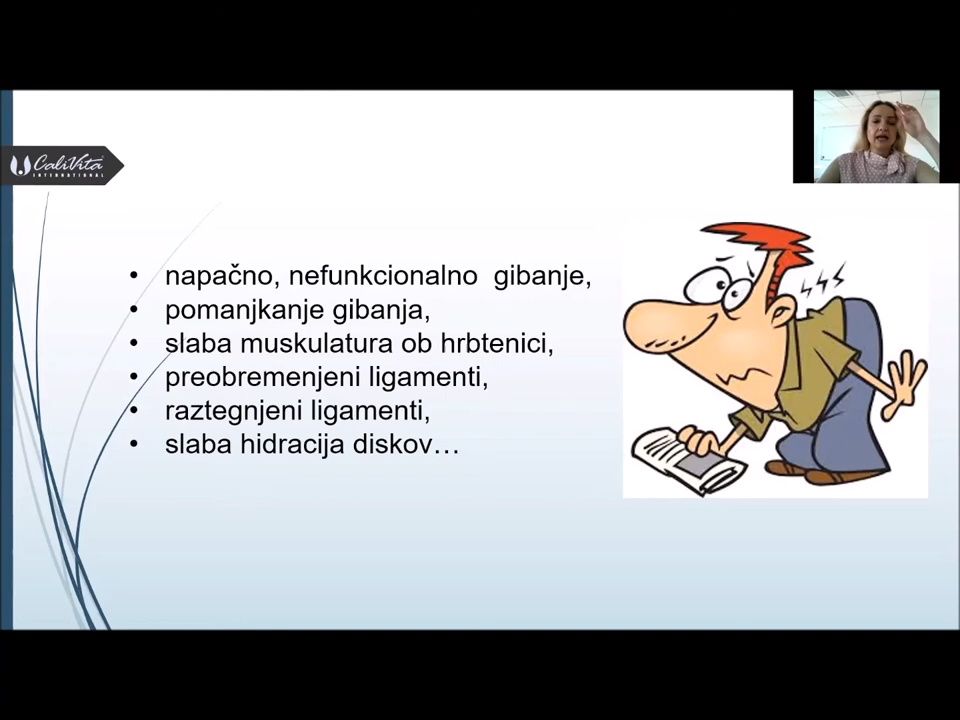 CaliVita
INTERNATIONAL
• napačno, nefunkcionalno gibanje,
• pomanjkanje gibanja,
• slaba muskulatura ob hrbtenici,
• preobremenjeni ligamenti,
• raztegnjeni ligamenti,
• slaba hidracija diskov…